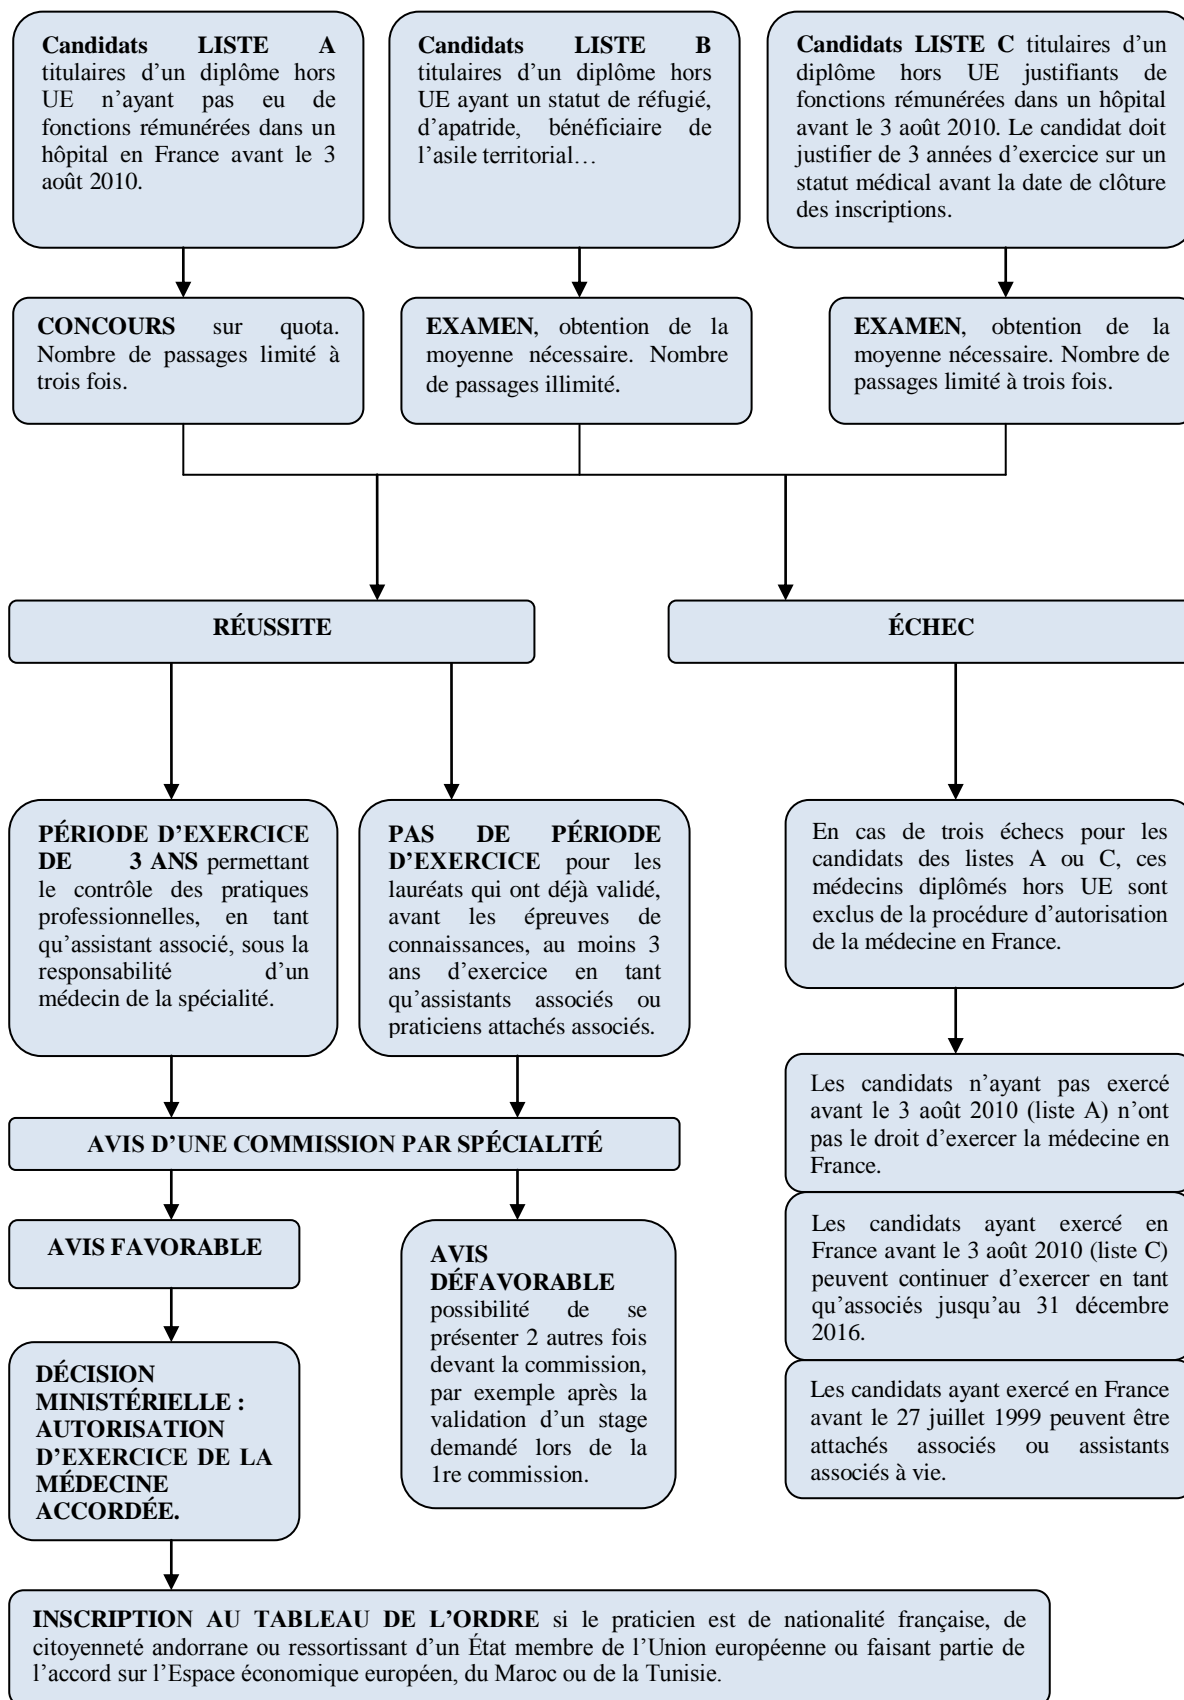 Candidats LISTE A
titulaires d’un diplôme hors
UE n’ayant pas eu de
fonctions rémunérées dans un
hôpital en France avant le 3
août 2010.
Candidats LISTE B
titulaires d’un diplôme hors
UE ayant un statut de réfugié,
d’apatride, bénéficiaire de
l’asile territorial…
Candidats LISTE C titulaires d’un
diplôme hors UE justifiants de
fonctions rémunérées dans un hôpital
avant le 3 août 2010. Le candidat doit
justifier de 3 années d’exercice sur un
statut médical avant la date de clôture
des inscriptions.
CONCOURS sur quota.
Nombre de passages limité à
trois fois.
EXAMEN, obtention de la
moyenne nécessaire. Nombre
de passages illimité.
EXAMEN, obtention de la
moyenne nécessaire. Nombre de
passages limité à trois fois.
RÉUSSITE
ÉCHEC
PÉRIODE D’EXERCICE
DE 3 ANS permettant
le contrôle des pratiques
professionnelles, en tant
qu’assistant associé, sous la
responsabilité d’un
médecin de la spécialité.
PAS DE PÉRIODE
D’EXERCICE pour les
lauréats qui ont déjà validé,
avant les épreuves de
connaissances, au moins 3
ans d’exercice en tant
qu’assistants associés ou
praticiens attachés associés.
En cas de trois échecs pour les
candidats des listes A ou C, ces
médecins diplômés hors UE sont
exclus de la procédure d’autorisation
de la médecine en France.
Les candidats n’ayant pas exercé
avant le 3 août 2010 (liste A) n’ont
pas le droit d’exercer la médecine en
France.
AVIS D’UNE COMMISSION PAR SPÉCIALITÉ
Les candidats ayant exercé en
France avant le 3 août 2010 (liste C)
peuvent continuer d’exercer en tant
qu’associés jusqu’au 31 décembre
2016.
AVIS FAVORABLE
AVIS
DÉFAVORABLE
possibilité de se
présenter 2 autres fois
devant la commission,
par exemple après la
validation d’un stage
demandé lors de la
1re commission.
DÉCISION
MINISTÉRIELLE :
AUTORISATION
D’EXERCICE DE LA
MÉDECINE
ACCORDÉE.
Les candidats ayant exercé en France
avant le 27 juillet 1999 peuvent être
attachés associés ou assistants
associés à vie.
INSCRIPTION AU TABLEAU DE L’ORDRE si le praticien est de nationalité française, de
citoyenneté andorrane ou ressortissant d’un État membre de l’Union européenne ou faisant partie de
l’accord sur l’Espace économique européen, du Maroc ou de la Tunisie.